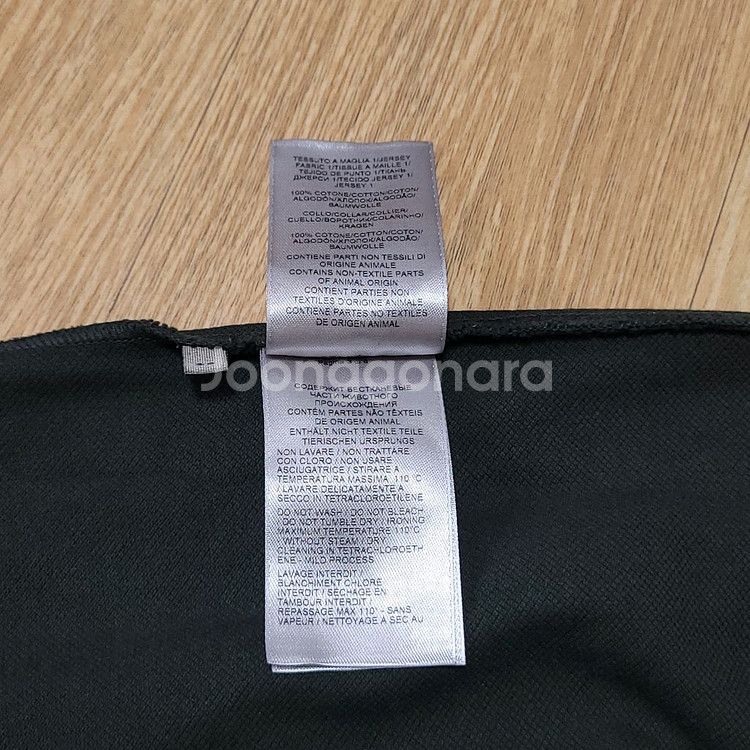 TESSUTO A MAGLIA 1/JERSEY
FABRIC 1/TISSUE A MAILLE 1/
TEJIDO DE PUNTO 1/ТКАНЬ
ДЖЕРСИ 1/TECIDO JERSEY 1/
JERSEY 1
100% COTONE/COTTON/COTON/
ALGODÓN/ХЛОПОК/ALGODÃO/
BAUMWOLLE
COLLO/COLLAR/COLLIER/
CUELLO/ВОРОТНИК/COLARINHO/
KRAGEN
100% COTONE/COTTON/COTON/
ALGODÓN/ХЛОПОК/ALGODÃO/
BAUMWOLLE
CONTIENE PARTI NON TESSILI DI
ORIGINE ANIMALE
CONTAINS NON-TEXTILE PARTS
OF ANIMAL ORIGIN
CONTIENT PARTIES NON
TEXTILES D'ORIGINE ANIMALE
CONTIENE PARTES NO TEXTILES
DE ORIGEN ANIMAL
Joonggonara
СОДЕРЖИТ ВЕСТКАНЕВЫЕ
ЧАСТИ ЖИВОТНОГО
ПРОИСХОЖДЕНИЯ
CONTÉM PARTES NÃO TÊXTEIS
DE ORIGEM ANIMAL
ENTHÄLT NICHT TEXTILE TEILE
TIERISCHEN URSPRUNGS
NON LAVARE / NON TRATTARE
CON CLORO / NON USARE
ASCIUGATRICE / STIRARE A
TEMPERATURA MASSIMA 110°C
/ LAVARE DELICATAMENTE A
SECCO IN TETRACLOROETILENE
DO NOT WASH / DO NOT BLEACH
/ DO NOT TUMBLE DRY / IRONING
MAXIMUM TEMPERATURE 110°C
- WITHOUT STEAM / DRY
CLEANING IN TETRACHLOROETH
ENE - MILD PROCESS
LAVAGE INTERDIT /
BLANCHIMENT CHLORÉ
INTERDIT / SÉCHAGE EN
TAMBOUR INTERDIT /
REPASSAGE MAX 110° - SANS
VAPEUR / NETTOYAGE À SEC AU